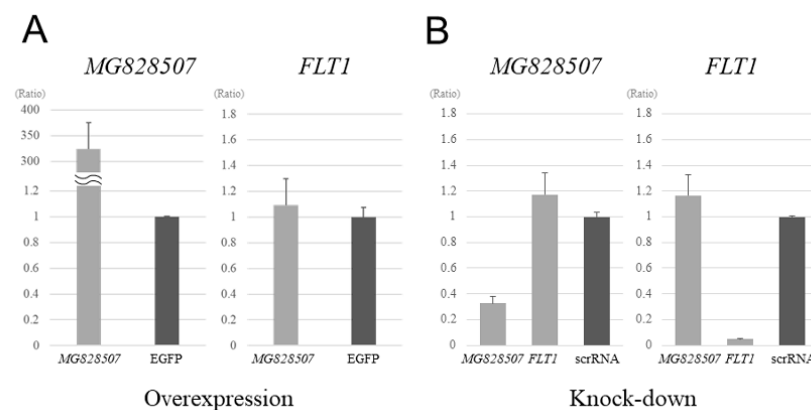 A
B
MG828507
FLT1
MG828507
FLT1
(Ratio)
(Ratio)
(Ratio)
(Ratio)
400
350
300
1.2
1
0.8
0.6
0.4
0.2
0
1.8
1.6
1.4
1.2
1
0.8
0.6
0.4
0.2
0
1.8
1.6
1.4
1.2
1
0.8
0.6
0.4
0.2
0
1.8
1.6
1.4
1.2
1
0.8
0.6
0.4
0.2
0
MG828507 EGFP
MG828507 EGFP
MG828507 FLT1 scrRNA
MG828507 FLT1 scrRNA
Overexpression
Knock-down